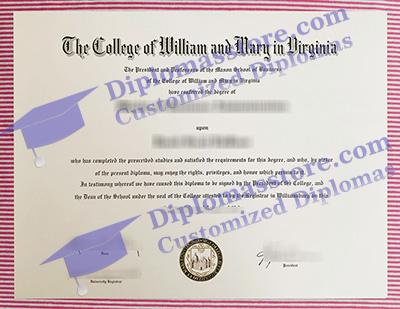 The College of William and Mary in Virginia
The President and Professors of the Mason School of Business
of the College of William and Mary in Virginia
have conferred the degree of
upon
who has completed the prescribed studies and satisfied the requirements for this degree, and who, by virtue
of the present diploma, may enjoy the rights, privileges, and honor which pertain to it.
In testimony whereof we have caused this diploma to be signed by the President of the College, and
the Dean of the School under the seal of the College attested by the Registrar in Williamsburg on this
Dean
President
University Registrar
Diplomasstore.com
Customized Diplomas
Diplomasstore.com
Customized Diplomas